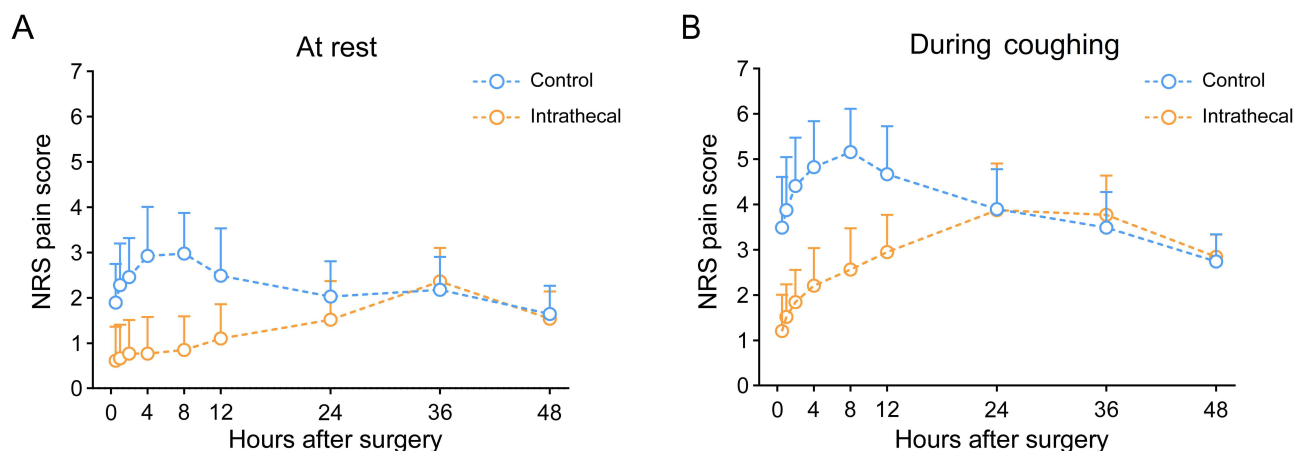 A
At rest
7
6
5
4
3
2
1
0
NRS pain score
Control
Intrathecal
0 4 8 12 24 36 48
Hours after surgery
B
During coughing
7
6
5
4
3
2
1
0
NRS pain score
Control
Intrathecal
0 4 8 12 24 36 48
Hours after surgery